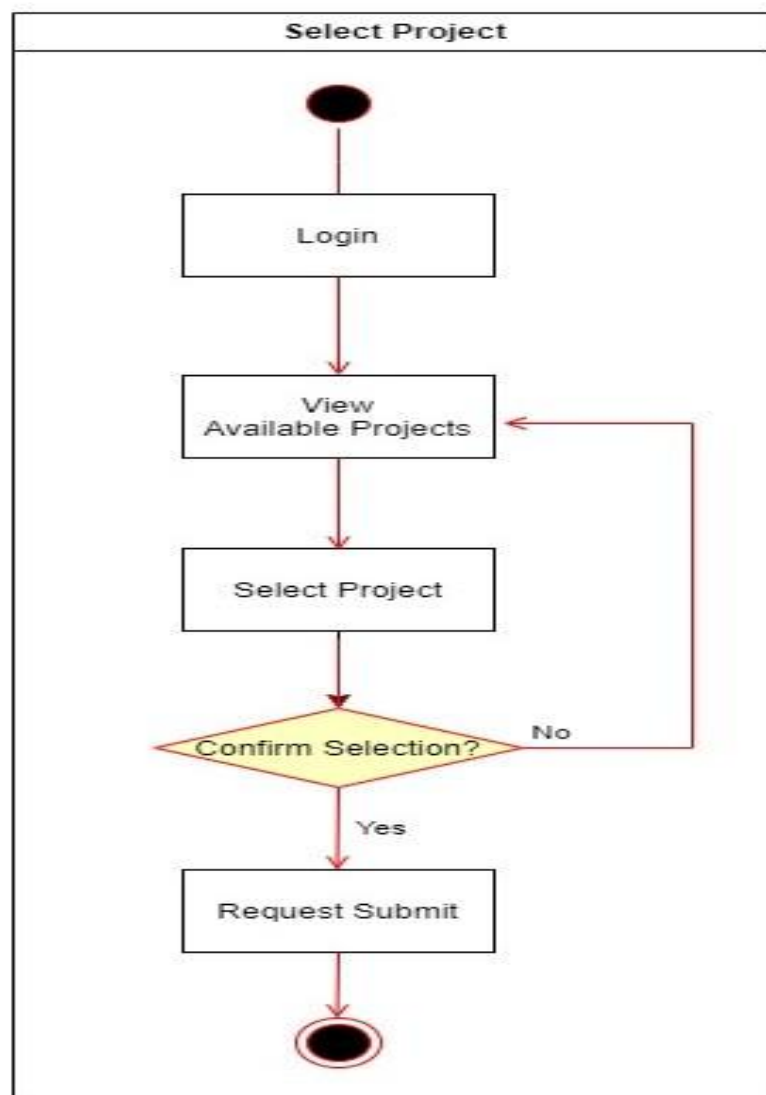 Select Project
Login
View
Available Projects
Select Project
Confirm Selection?
No
Yes
Request Submit